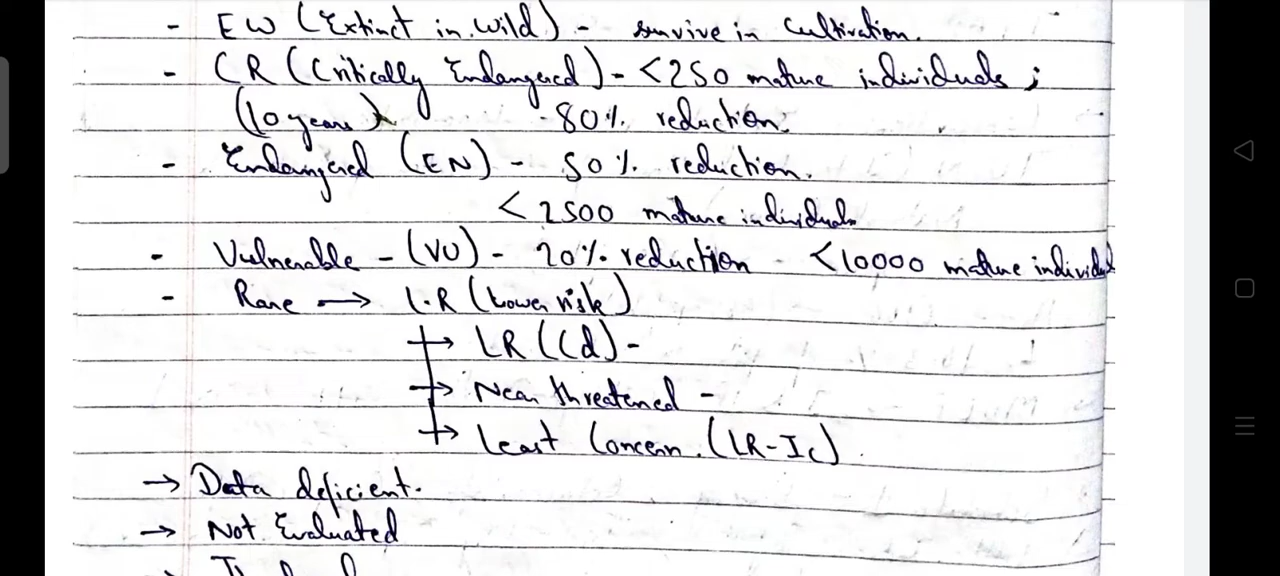 - EW (Extinct in wild) - survive in cultivation.
- CR (Critically Endangered) - <250 mature individuals ;
(10 years) 80% reduction.
- Endangered (EN) - 50% reduction.
< 2500 mature individuals
- Vulnerable - (VU) - 20% reduction - <10000 mature individual
- Rare → L.R (Lower risk)
→ LR (Cd) -
→ Near threatened -
→ Least Concern. (LR-Ic).
→ Data deficient.
→ Not Evaluated